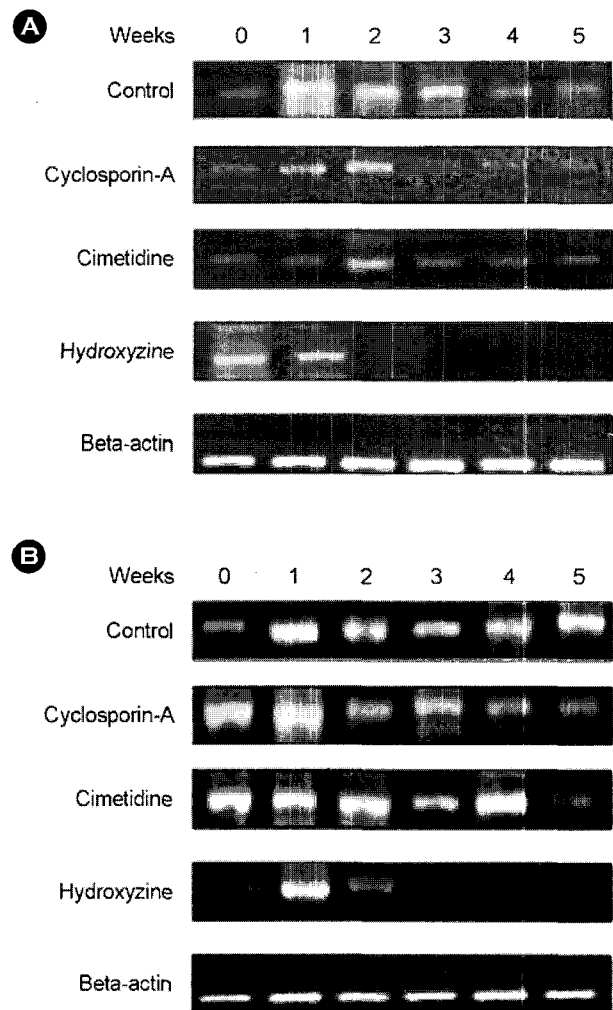 A
Weeks 0 1 2 3 4 5
Control
Cyclosporin-A
Cimetidine
Hydroxyzine
Beta-actin
B
Weeks 0 1 2 3 4 5
Control
Cyclosporin-A
Cimetidine
Hydroxyzine
Beta-actin